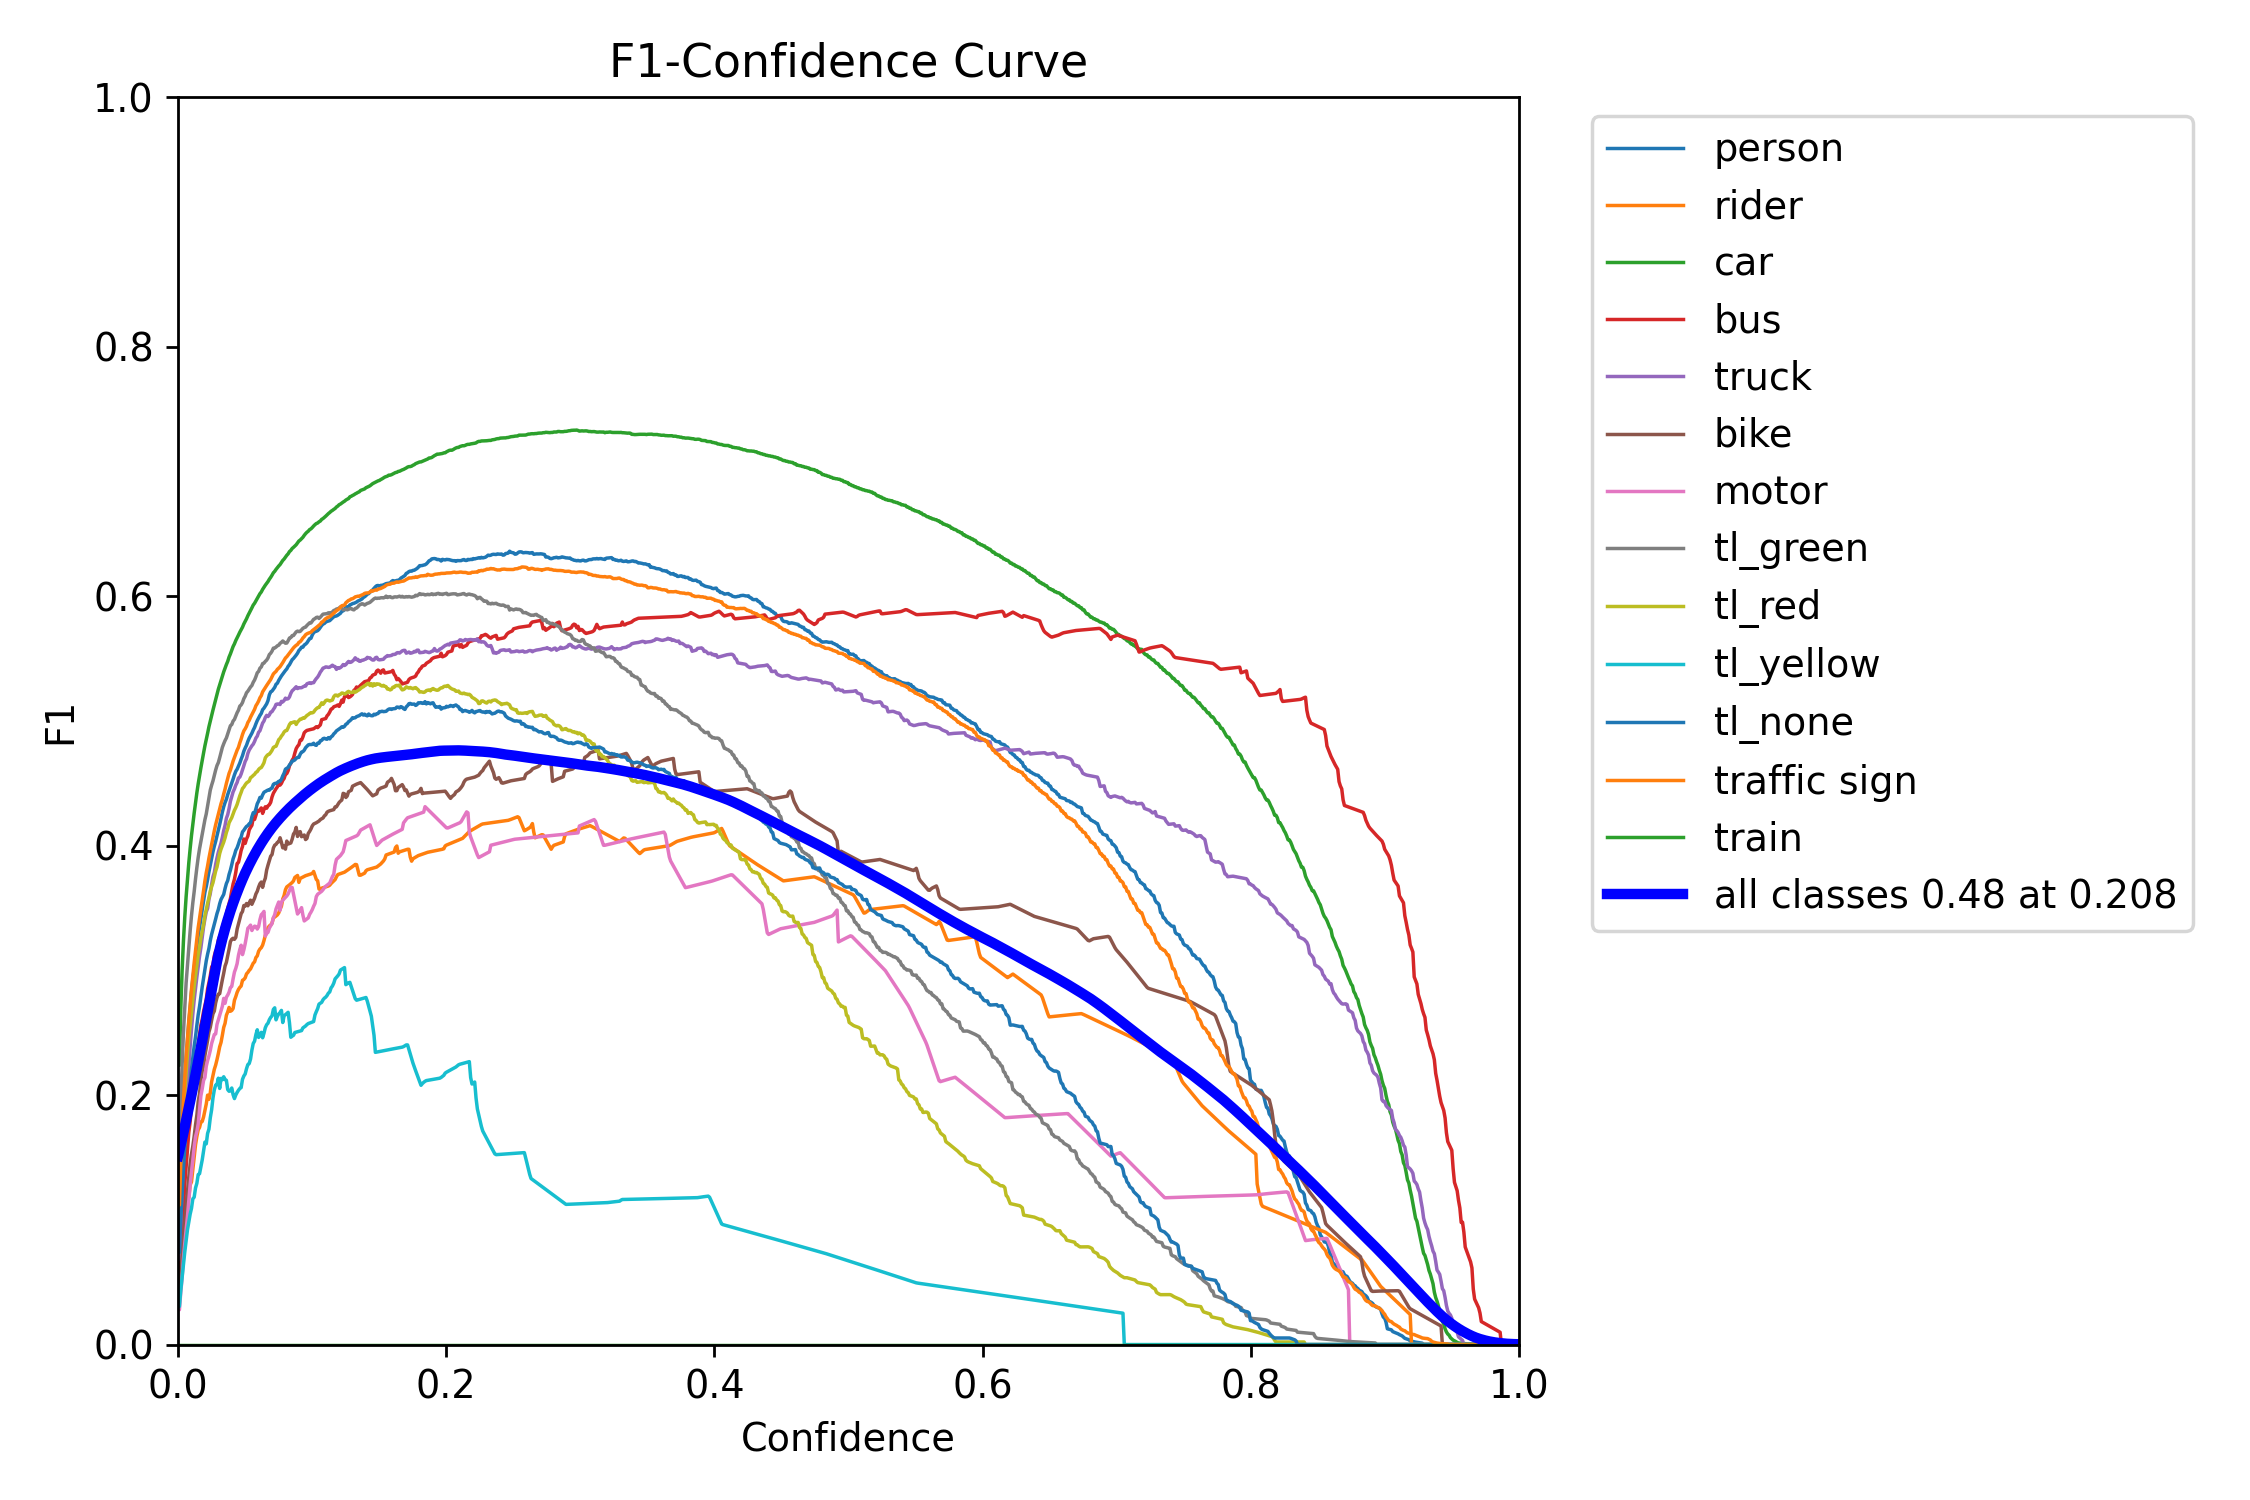 F1-Confidence Curve
1.0
0.8
0.6
0.4
0.2
0.0
F1
0.0 0.2 0.4 0.6 0.8 1.0
Confidence
person
rider
car
bus
truck
bike
motor
tl_green
tl_red
tl_yellow
tl_none
traffic sign
train
all classes 0.48 at 0.208